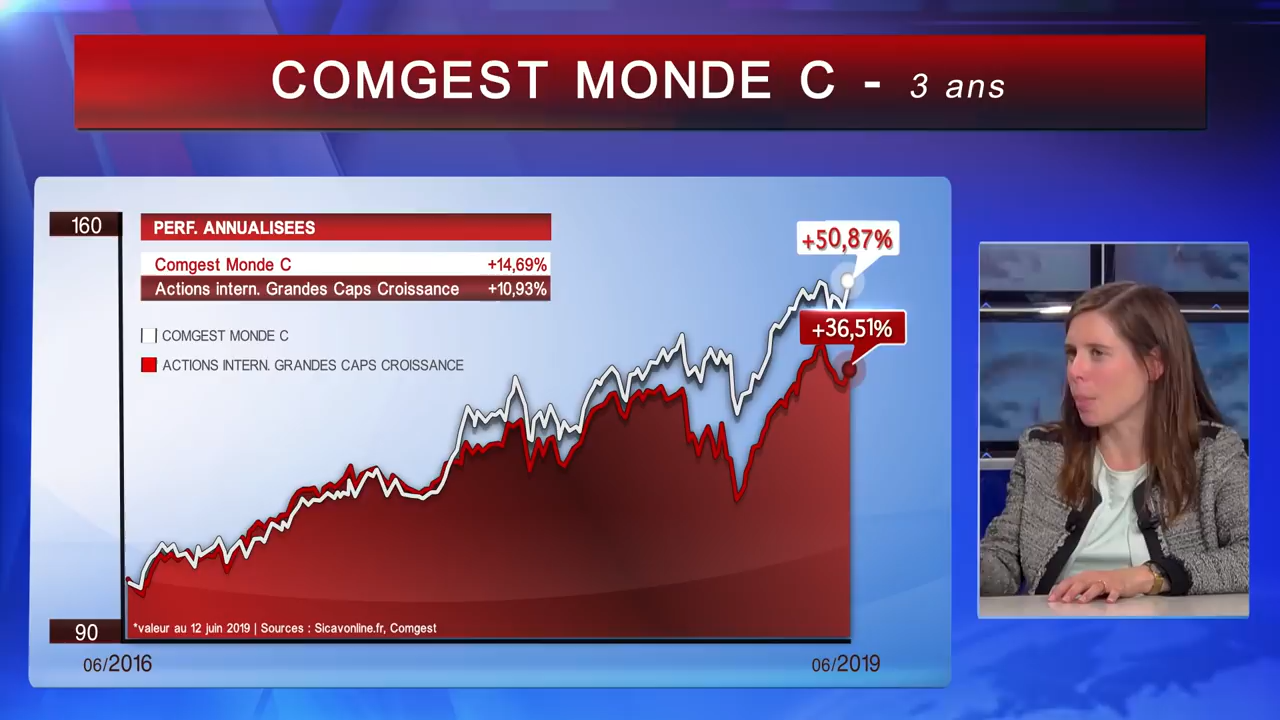 COMGEST MONDE C - 3 ans
160
PERF. ANNUALISEES
Comgest Monde C +14,69%
Actions intern. Grandes Caps Croissance +10,93%
COMGEST MONDE C
ACTIONS INTERN. GRANDES CAPS CROISSANCE
+50,87%
+36,51%
90
*valeur au 12 juin 2019 | Sources : Sicavonline.fr, Comgest
06/2016
06/2019